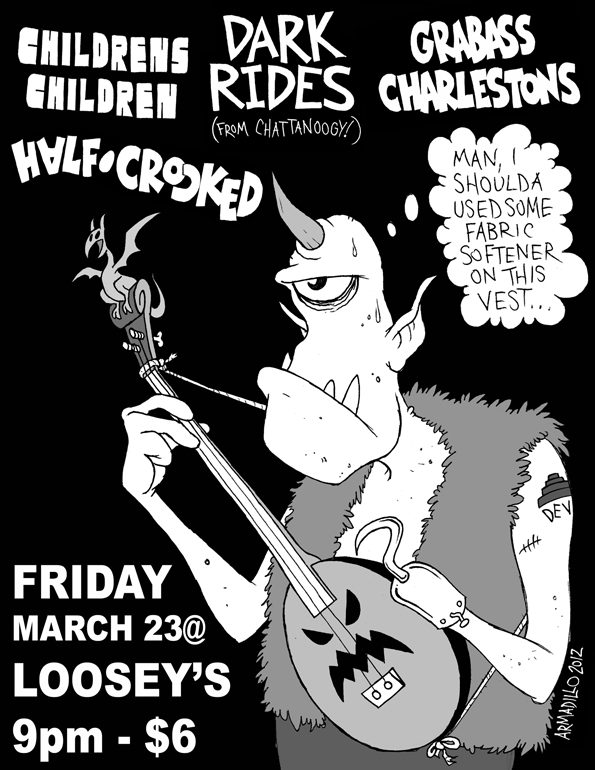 CHILDRENS
CHILDREN
DARK
RIDES
(FROM CHATTANOOGY!)
GRABASS
CHARLESTONS
HALF-CROOKED
MAN, I
SHOULDA
USED SOME
FABRIC
SOFTENER
ON THIS
VEST...
DEV
FRIDAY
MARCH 23@
LOOSEY'S
9pm - $6
ARMADILLO 2012